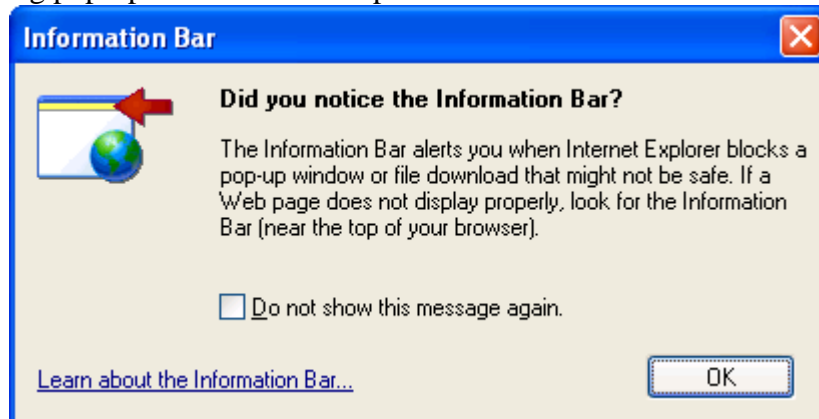 Information Bar
Did you notice the Information Bar?
The Information Bar alerts you when Internet Explorer blocks a
pop-up window or file download that might not be safe. If a
Web page does not display properly, look for the Information
Bar (near the top of your browser).
Do not show this message again.
Learn about the Information Bar...
OK